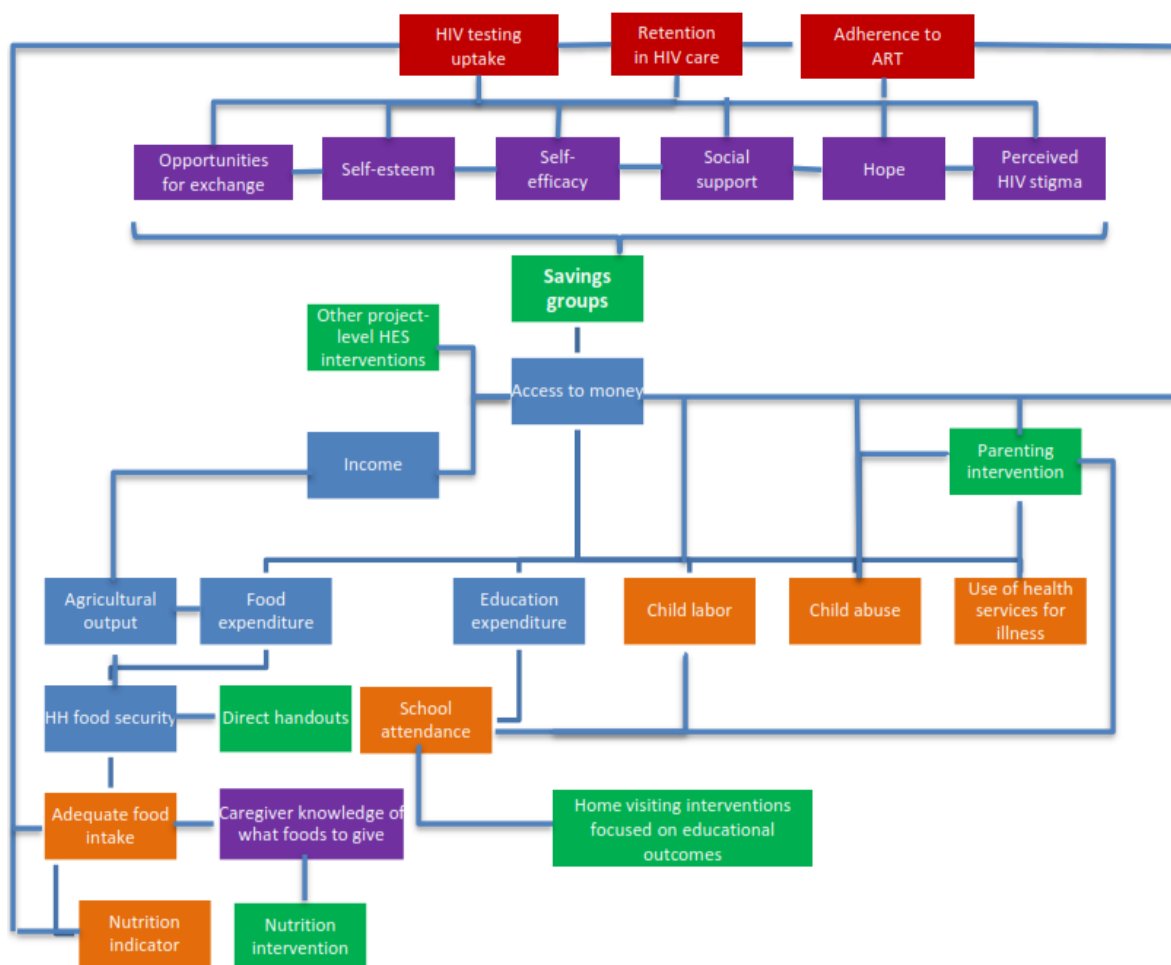 HIV testing
uptake
Retention
in HIV care
Adherence to
ART
Opportunities
for exchange
Self-esteem
Self-
efficacy
Social
support
Hope
Perceived
HIV stigma
Savings
groups
Other project-
level HES
interventions
Access to money
Income
Parenting
intervention
Agricultural
output
Food
expenditure
Education
expenditure
Child labor
Child abuse
Use of health
services for
illness
HH food security
Direct handouts
School
attendance
Adequate food
intake
Caregiver knowledge of
what foods to give
Home visiting interventions
focused on educational
outcomes
Nutrition
indicator
Nutrition
intervention